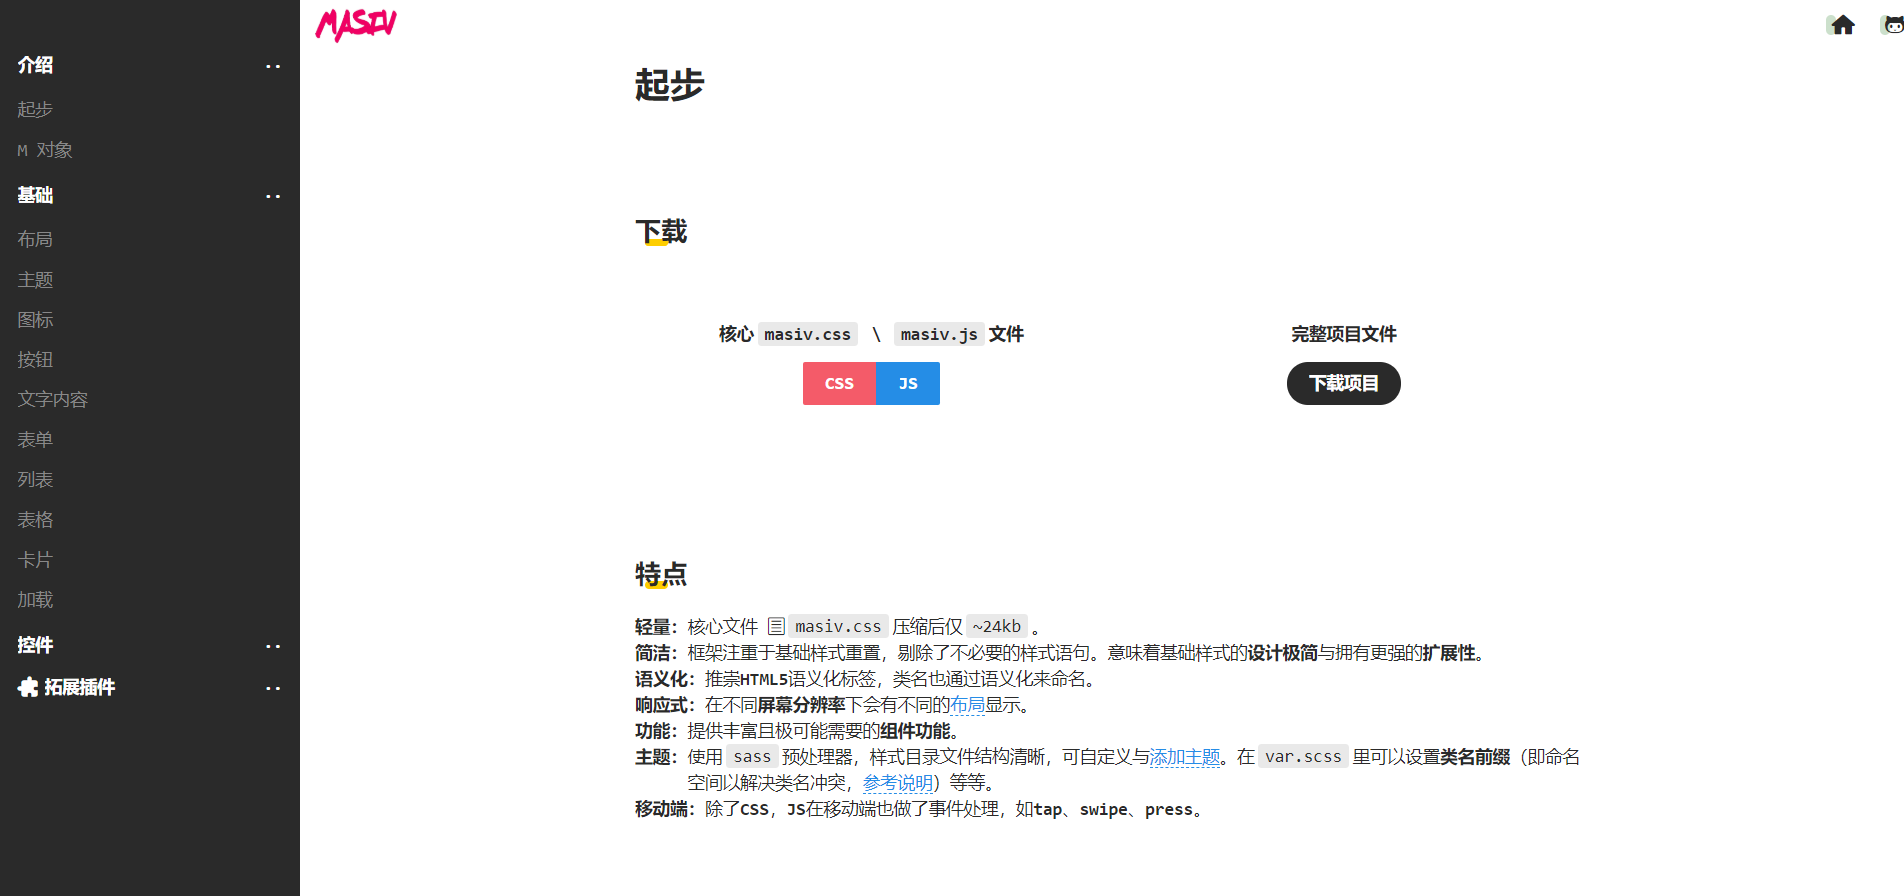 MASIV
介绍
起步
M 对象
基础
布局
主题
图标
按钮
文字内容
表单
列表
表格
卡片
加载
控件
拓展插件
起步
下载
核心 masiv.css \ masiv.js 文件
CSS JS
完整项目文件
下载项目
特点
轻量：核心文件 masiv.css 压缩后仅 ~24kb 。
简洁：框架注重于基础样式重置，剔除了不必要的样式语句。意味着基础样式的设计极简与拥有更强的扩展性。
语义化：推崇HTML5语义化标签，类名也通过语义化来命名。
响应式：在不同屏幕分辨率下会有不同的布局显示。
功能：提供丰富且极可能需要的组件功能。
主题：使用 sass 预处理器，样式目录文件结构清晰，可自定义与添加主题。在 var.scss 里可以设置类名前缀（即命名
空间以解决类名冲突，参考说明）等等。
移动端：除了CSS，JS在移动端也做了事件处理，如tap、swipe、press。